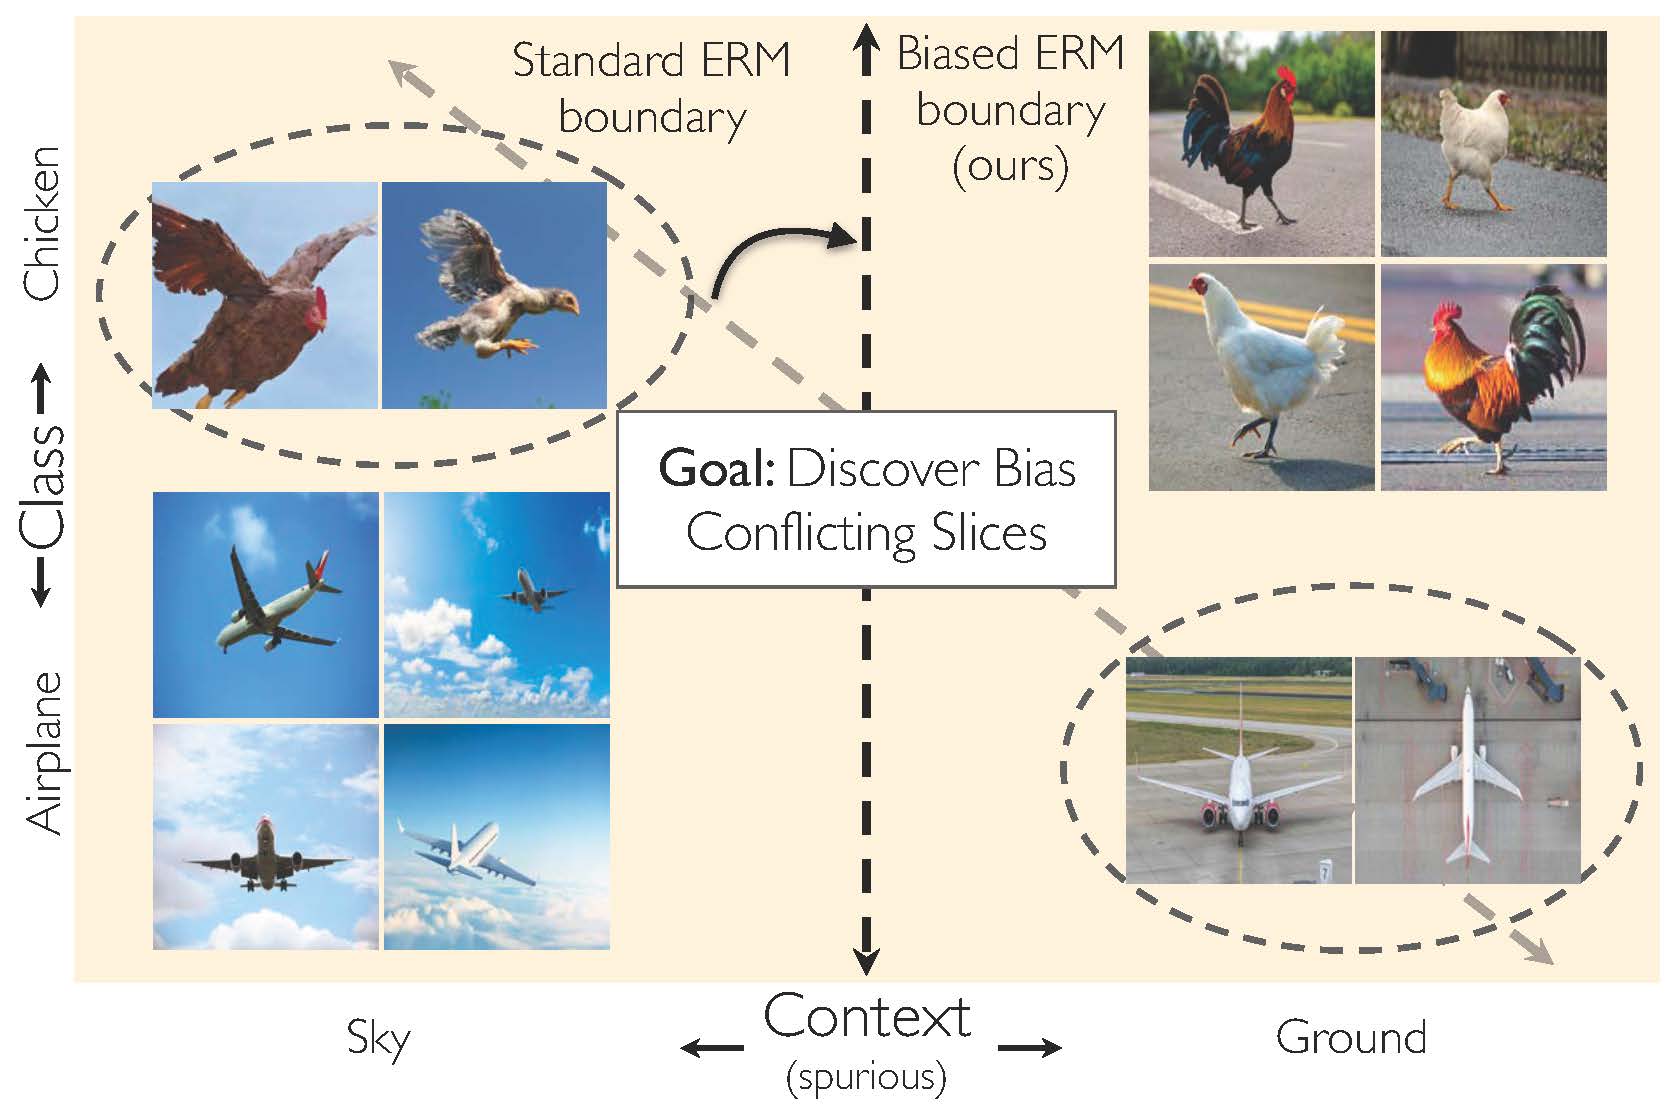 Standard ERM
boundary
Biased ERM
boundary
(ours)
Chicken
Class
Airplane
Goal: Discover Bias
Conflicting Slices
Sky
Context
(spurious)
Ground
7